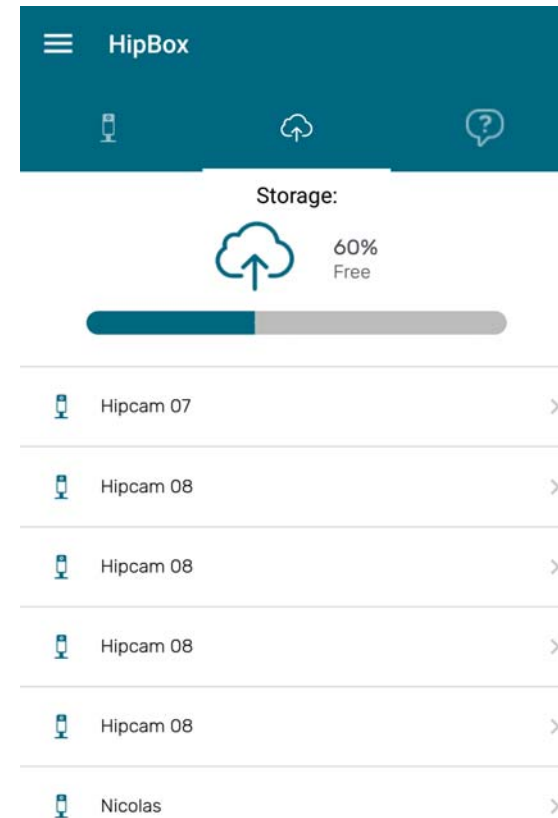 HipBox
?
Storage:
60%
Free
Hipcam 07
Hipcam 08
Hipcam 08
Hipcam 08
Hipcam 08
Nicolas